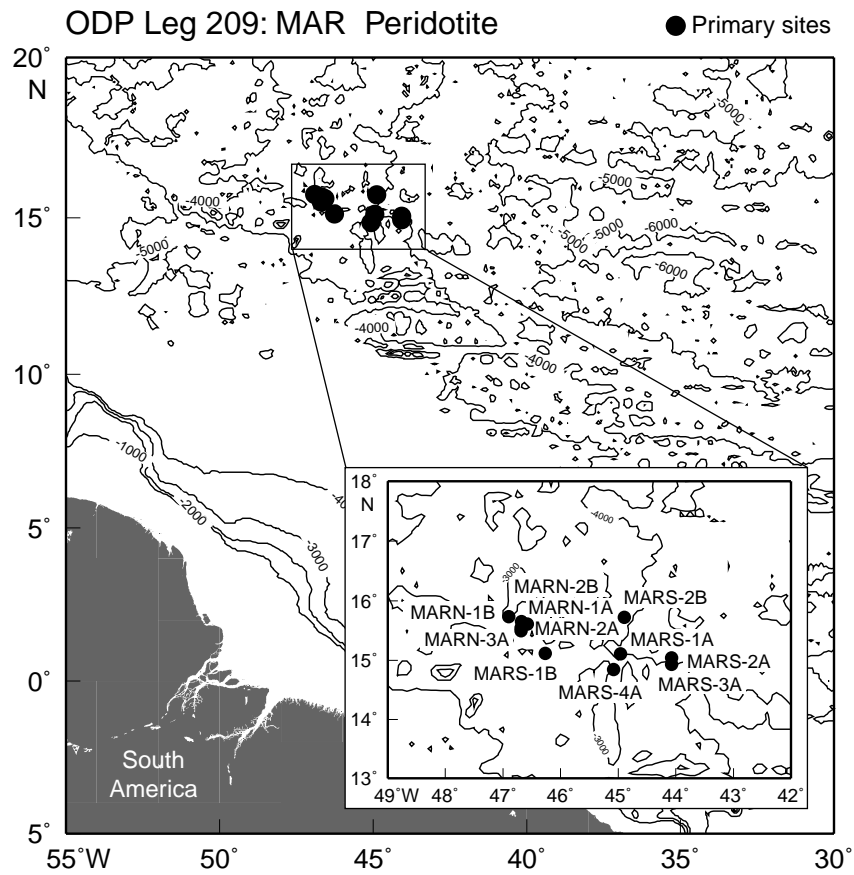 ODP Leg 209: MAR Peridotite
Primary sites
20˚
N
15˚
10˚
5˚
0˚
5˚
55˚W
50˚
45˚
40˚
35˚
30˚
-5000
-5000
-4000
-5000
-5000
-5000
-6000
-6000
-4000
-4000
-1000
-2000
-3000
South
America
18˚
N
17˚
16˚
15˚
14˚
13˚
49˚W
48˚
47˚
46˚
45˚
44˚
43˚
42˚
-4000
-3000
MARN-2B
MARN-1B
MARN-1A
MARS-2B
MARN-3A
MARN-2A
MARS-1A
MARS-1B
MARS-2A
MARS-4A
MARS-3A
-3000